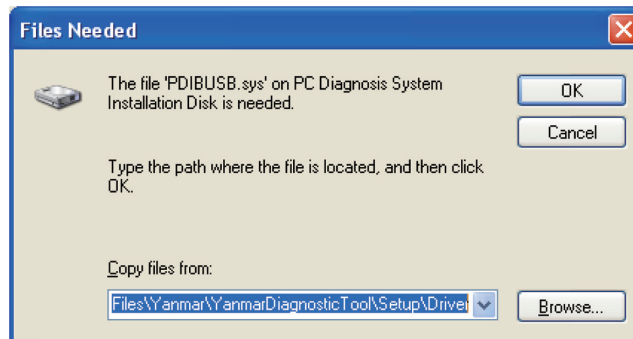 Files Needed
The file 'PDIBUSB.sys' on PC Diagnosis System
Installation Disk is needed.
OK
Cancel
Type the path where the file is located, and then click
OK.
Copy files from:
Files\Yanmar\YanmarDiagnosticTool\Setup\Driver
Browse...